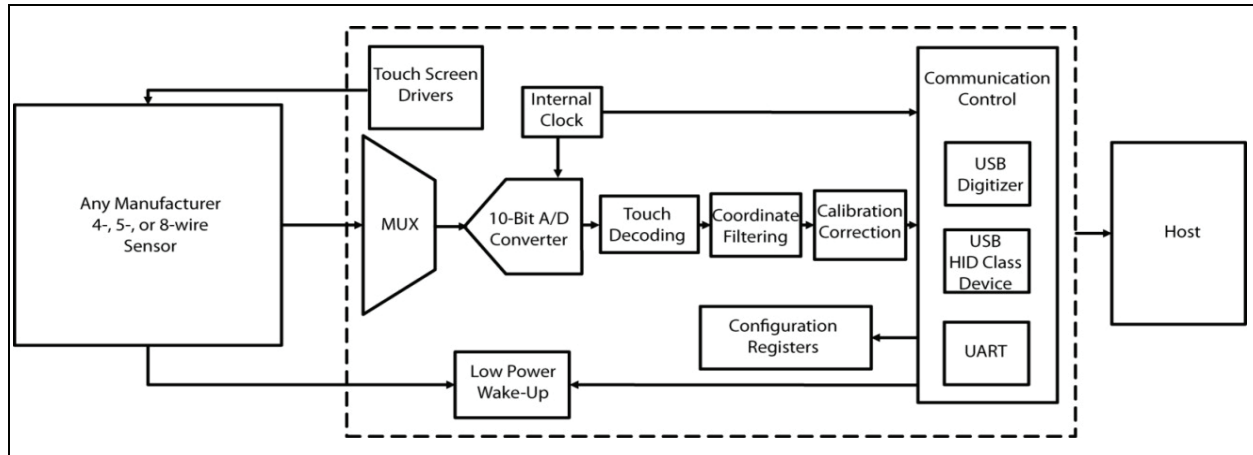 Touch Screen
Drivers
Internal
Clock
Communication
Control
Any Manufacturer
4-, 5-, or 8-wire
Sensor
MUX
10-Bit A/D
Converter
Touch
Decoding
Coordinate
Filtering
Calibration
Correction
USB
Digitizer
USB
HID Class
Device
UART
Configuration
Registers
Low Power
Wake-Up
Host